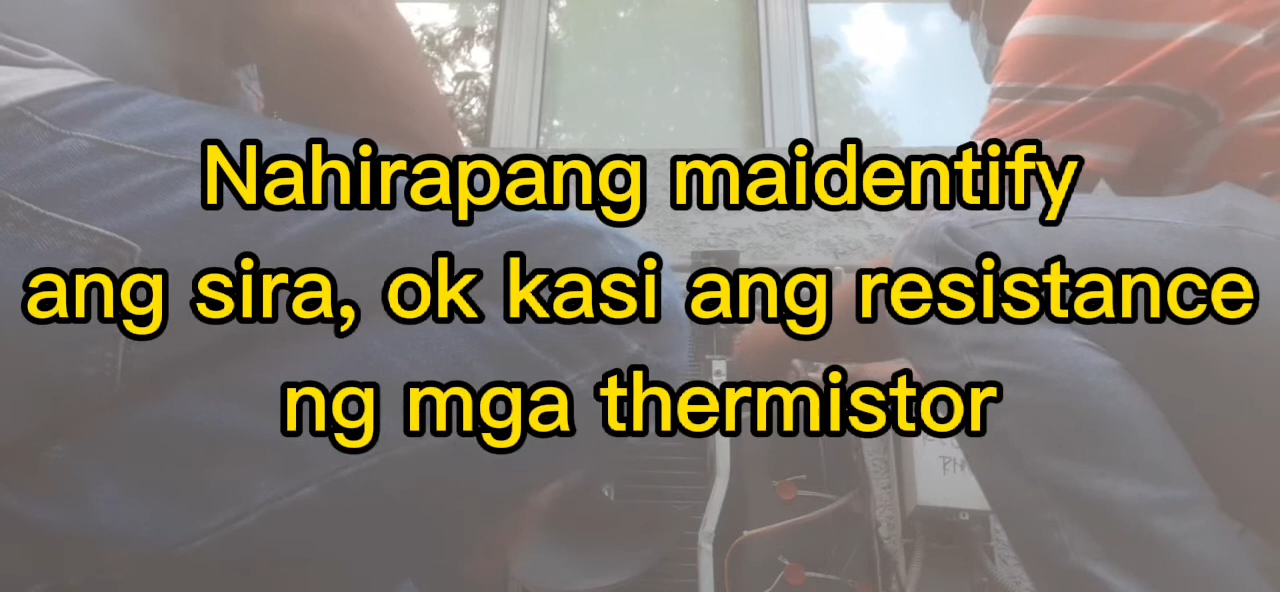 Nahirapang maidentify
ang sira, ok kasi ang resistance
ng mga thermistor